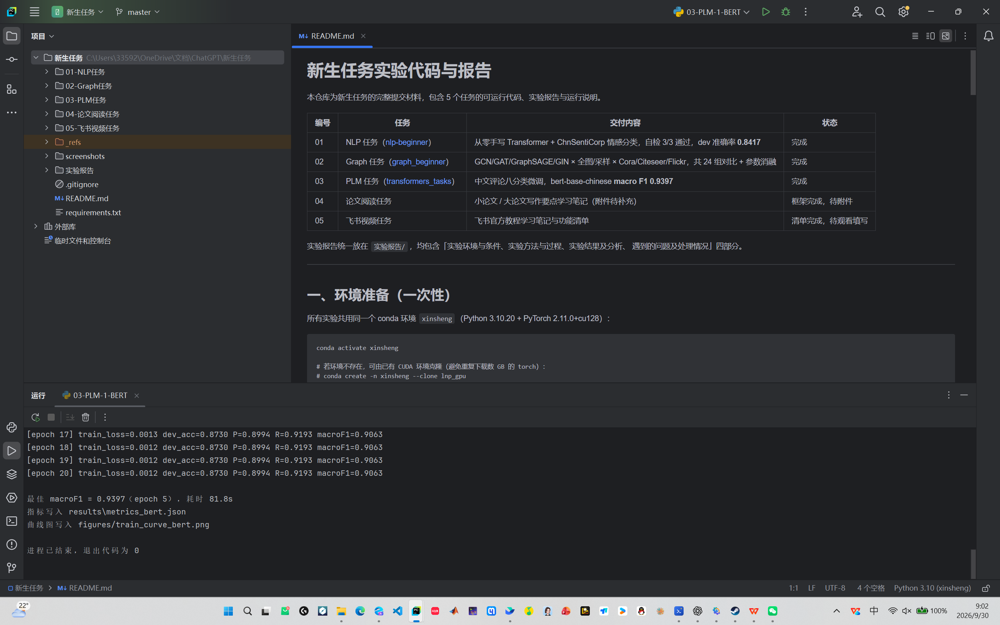 新生任务
master
03-PLM-1-BERT
项目
README.md
新生任务 C:\Users\33592\OneDrive\文档\ChatGPT\新生任务
01-NLP任务
02-Graph任务
03-PLM任务
04-论文阅读任务
05-飞书视频任务
_refs
screenshots
实验报告
.gitignore
README.md
requirements.txt
外部库
临时文件和控制台
新生任务实验代码与报告
本仓库为新生任务的完整提交材料，包含 5 个任务的可运行代码、实验报告与运行说明。
编号 任务 交付内容 状态
01 NLP 任务（nlp-beginner） 从零手写 Transformer + ChnSentiCorp 情感分类，自检 3/3 通过，dev 准确率 0.8417 完成
02 Graph 任务（graph_beginner） GCN/GAT/GraphSAGE/GIN × 全图/采样 × Cora/Citeseer/Flickr，共 24 组对比 + 参数消融 完成
03 PLM 任务（transformers_tasks） 中文评论八分类微调，bert-base-chinese macro F1 0.9397 完成
04 论文阅读任务 小论文 / 大论文写作要点学习笔记（附件待补充） 框架完成，待附件
05 飞书视频任务 飞书官方教程学习笔记与功能清单 清单完成，待观看填写
实验报告统一放在 实验报告/ ，均包含「实验环境与条件、实验方法与过程、实验结果及分析、 遇到的问题及处理情况」四部分。
一、环境准备（一次性）
所有实验共用同一个 conda 环境 xinsheng （Python 3.10.20 + PyTorch 2.11.0+cu128）：
conda activate xinsheng
# 若环境不存在，可由已有 CUDA 环境克隆（避免重复下载数 GB 的 torch）：
# conda create -n xinsheng --clone lnp_gpu
运行
03-PLM-1-BERT
[epoch 17] train_loss=0.0013 dev_acc=0.8730 P=0.8994 R=0.9193 macroF1=0.9063
[epoch 18] train_loss=0.0012 dev_acc=0.8730 P=0.8994 R=0.9193 macroF1=0.9063
[epoch 19] train_loss=0.0012 dev_acc=0.8730 P=0.8994 R=0.9193 macroF1=0.9063
[epoch 20] train_loss=0.0012 dev_acc=0.8730 P=0.8994 R=0.9193 macroF1=0.9063
最佳 macroF1 = 0.9397（epoch 5），耗时 81.8s
指标写入 results\metrics_bert.json
曲线图写入 figures/train_curve_bert.png
进程已结束，退出代码为 0
新生任务
README.md
1:1
LF
UTF-8
4 个空格
Python 3.10 (xinsheng)
22°
中
100%
9:02
2026/9/30